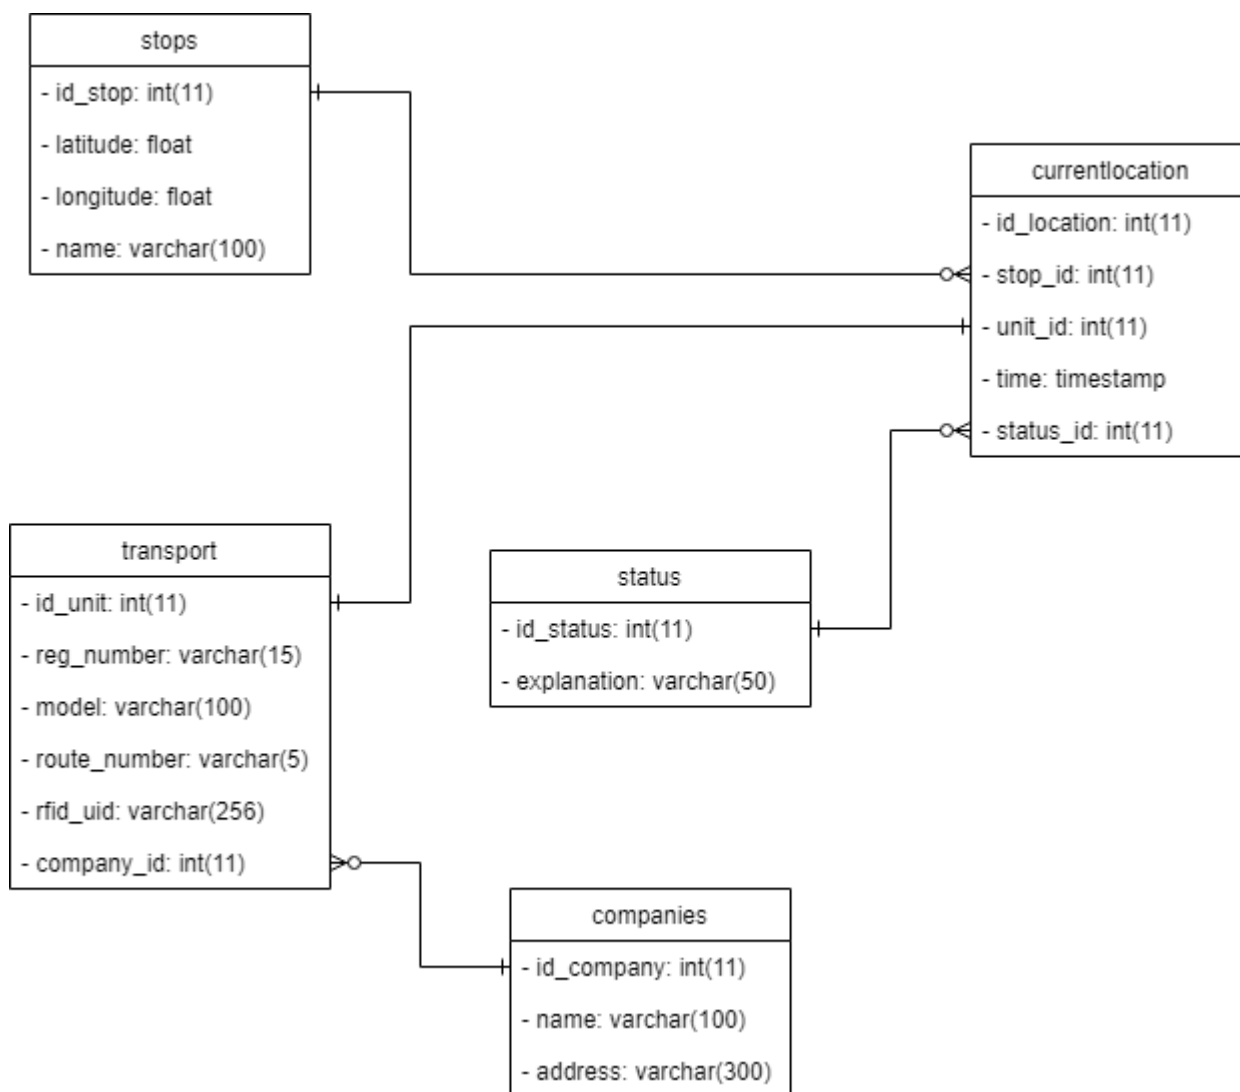 stops
- id_stop: int(11)
- latitude: float
- longitude: float
- name: varchar(100)
currentlocation
- id_location: int(11)
- stop_id: int(11)
- unit_id: int(11)
- time: timestamp
- status_id: int(11)
transport
- id_unit: int(11)
- reg_number: varchar(15)
- model: varchar(100)
- route_number: varchar(5)
- rfid_uid: varchar(256)
- company_id: int(11)
status
- id_status: int(11)
- explanation: varchar(50)
companies
- id_company: int(11)
- name: varchar(100)
- address: varchar(300)